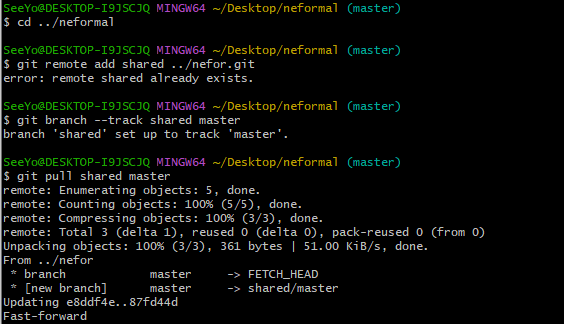 SeeYo@DESKTOP-I9JSCJQ MINGW64 ~/Desktop/neformal (master)
$ cd ../neformal
SeeYo@DESKTOP-I9JSCJQ MINGW64 ~/Desktop/neformal (master)
$ git remote add shared ../nefor.git
error: remote shared already exists.
SeeYo@DESKTOP-I9JSCJQ MINGW64 ~/Desktop/neformal (master)
$ git branch --track shared master
branch 'shared' set up to track 'master'.
SeeYo@DESKTOP-I9JSCJQ MINGW64 ~/Desktop/neformal (master)
$ git pull shared master
remote: Enumerating objects: 5, done.
remote: Counting objects: 100% (5/5), done.
remote: Compressing objects: 100% (3/3), done.
remote: Total 3 (delta 1), reused 0 (delta 0), pack-reused 0 (from 0)
Unpacking objects: 100% (3/3), 361 bytes | 51.00 KiB/s, done.
From ../nefor
 * branch            master     -> FETCH_HEAD
 * [new branch]      master     -> shared/master
Updating e8ddf4e..87fd44d
Fast-forward